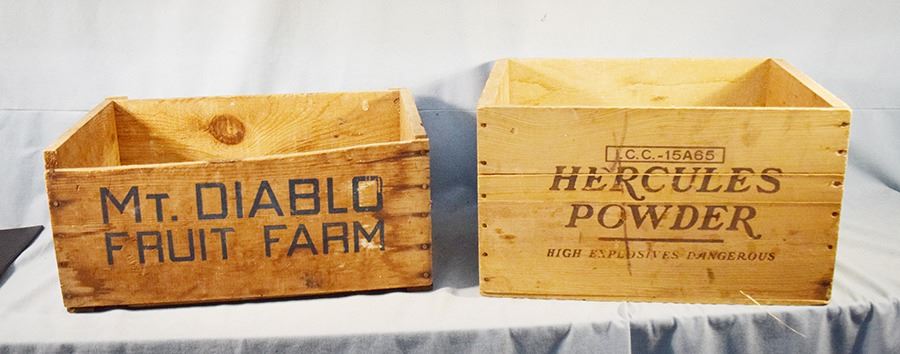 MT. DIABLO
FRUIT FARM
I.C.C.-15A65
HERCULES
POWDER
HIGH EXPLOSIVES DANGEROUS